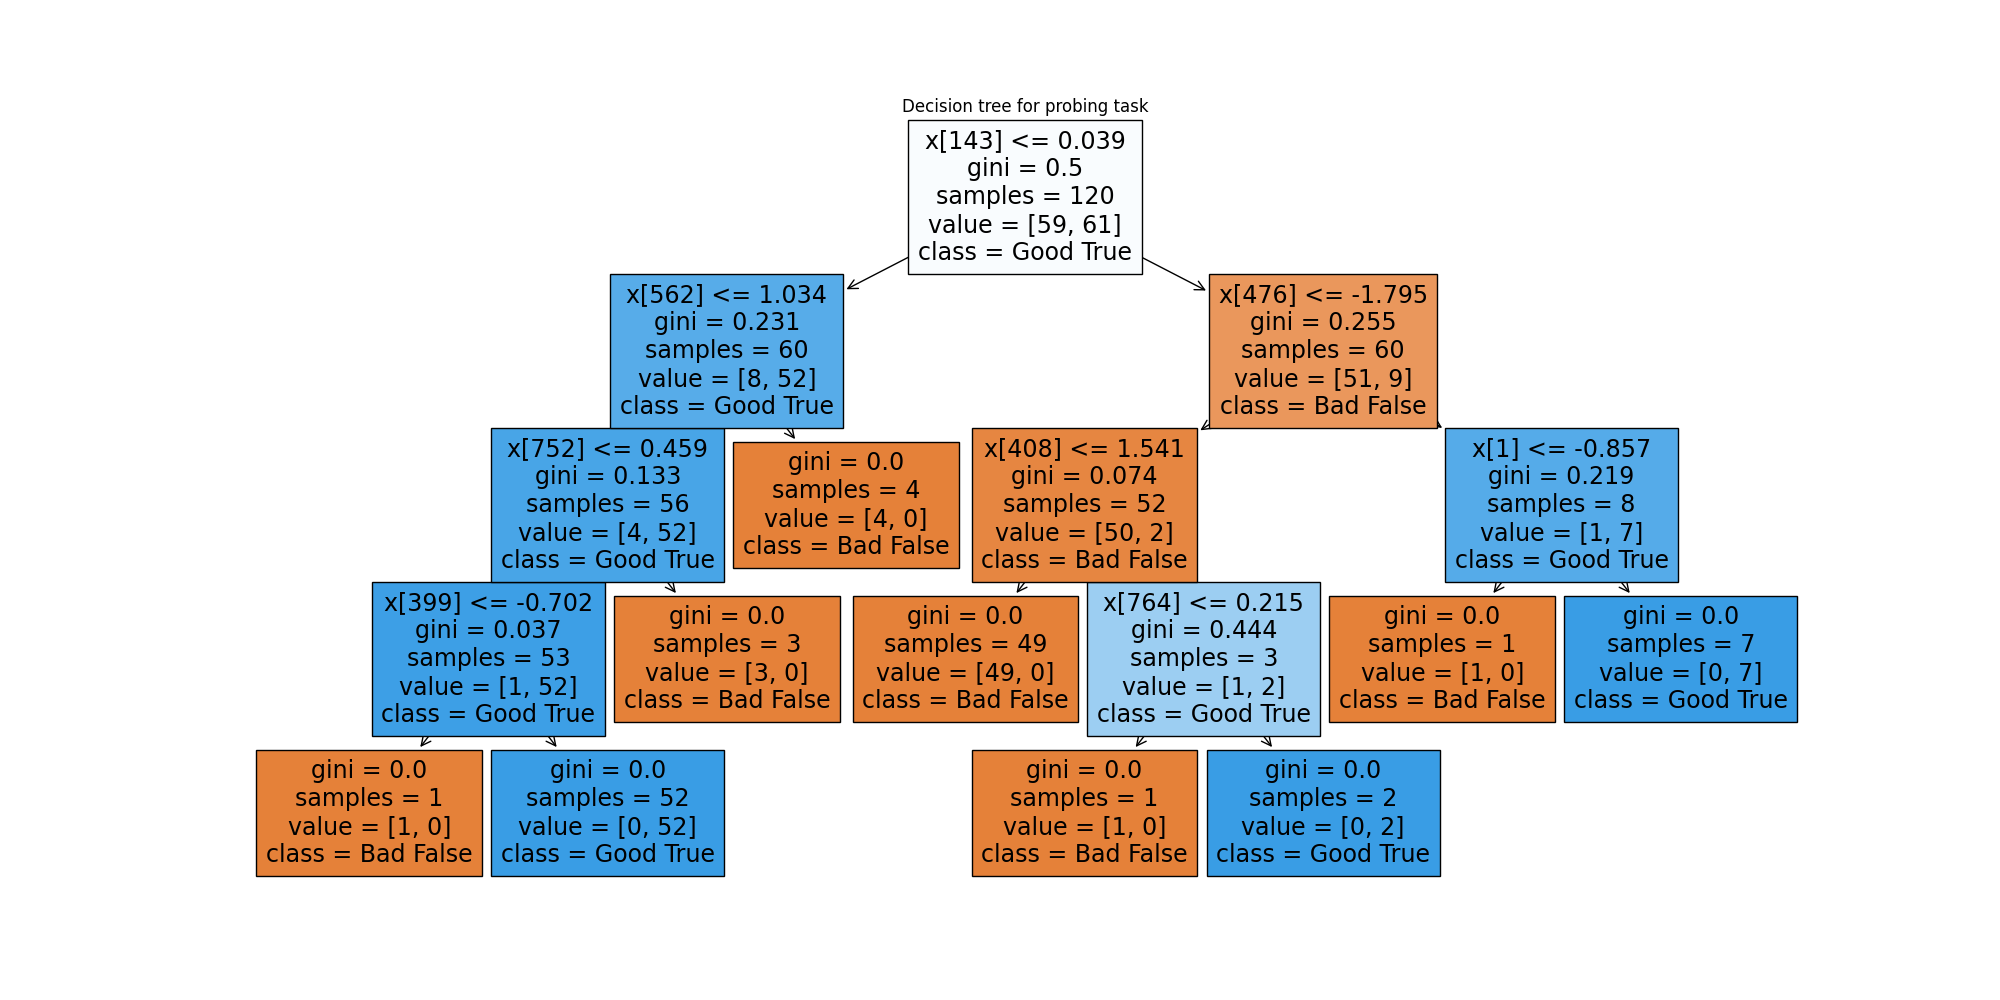 Decision tree for probing task
x[143] <= 0.039
gini = 0.5
samples = 120
value = [59, 61]
class = Good True
x[562] <= 1.034
gini = 0.231
samples = 60
value = [8, 52]
class = Good True
x[476] <= -1.795
gini = 0.255
samples = 60
value = [51, 9]
class = Bad False
x[752] <= 0.459
gini = 0.133
samples = 56
value = [4, 52]
class = Good True
gini = 0.0
samples = 4
value = [4, 0]
class = Bad False
x[408] <= 1.541
gini = 0.074
samples = 52
value = [50, 2]
class = Bad False
x[1] <= -0.857
gini = 0.219
samples = 8
value = [1, 7]
class = Good True
x[399] <= -0.702
gini = 0.037
samples = 53
value = [1, 52]
class = Good True
gini = 0.0
samples = 3
value = [3, 0]
class = Bad False
gini = 0.0
samples = 49
value = [49, 0]
class = Bad False
x[764] <= 0.215
gini = 0.444
samples = 3
value = [1, 2]
class = Good True
gini = 0.0
samples = 1
value = [1, 0]
class = Bad False
gini = 0.0
samples = 7
value = [0, 7]
class = Good True
gini = 0.0
samples = 1
value = [1, 0]
class = Bad False
gini = 0.0
samples = 52
value = [0, 52]
class = Good True
gini = 0.0
samples = 1
value = [1, 0]
class = Bad False
gini = 0.0
samples = 2
value = [0, 2]
class = Good True